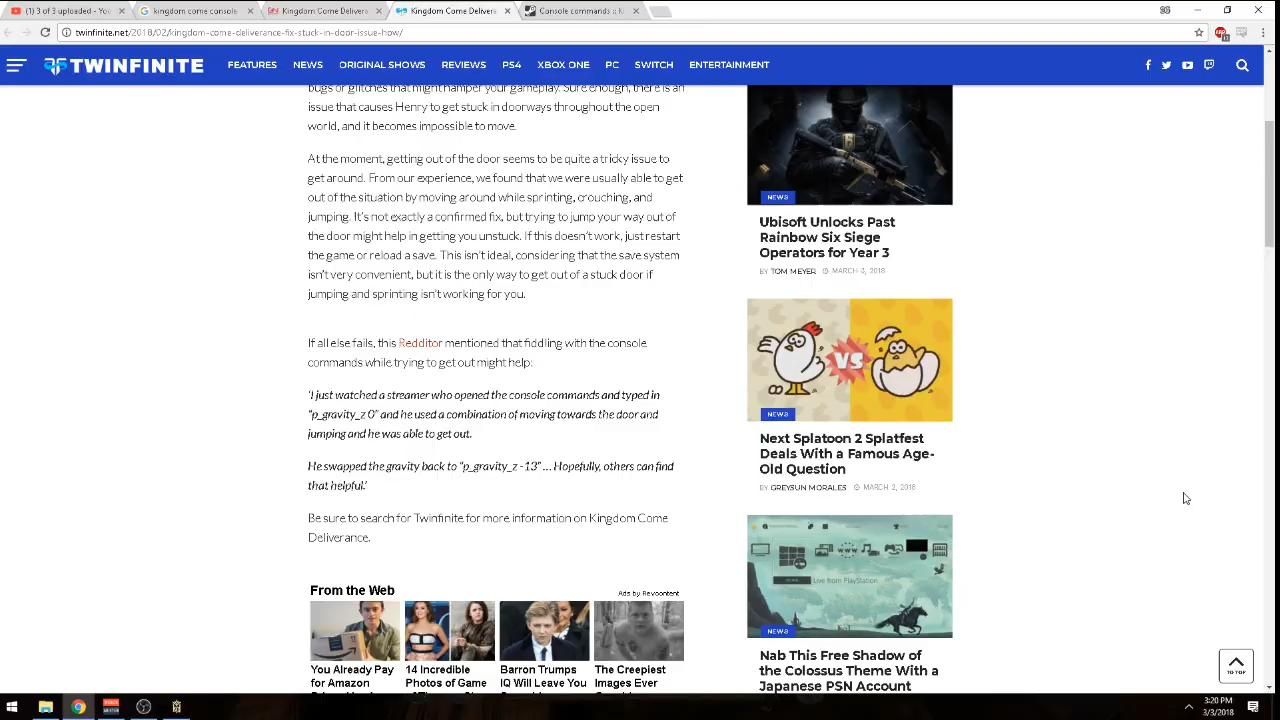 3 of 3 uploaded - You
kingdom come console
Kingdom Come Delivera
Kingdom Come Delivera
Console commands :: K
twinfinite.net/2018/02/kingdom-come-deliverance-fix-stuck-in-door-issue-how/
TWINFINITE
FEATURES NEWS ORIGINAL SHOWS REVIEWS PS4 XBOX ONE PC SWITCH ENTERTAINMENT
bugs or glitches that might hamper your gameplay. Sure enough, there is an
issue that causes Henry to get stuck in doorways throughout the open
world, and it becomes impossible to move.
At the moment, getting out of the door seems to be quite a tricky issue to
get around. From our experience, we found that we were usually able to get
out of the situation by moving around while sprinting, crouching, and
jumping. It's not exactly a confirmed fix, but trying to jump your way out of
the door might help in getting you unstuck. If this doesn't work, just restart
the game or reload a save. This isn't ideal, considering that the save system
isn't very convenient, but it is the only way to get out of a stuck door if
jumping and sprinting isn't working for you.
If all else fails, this Redditor mentioned that fiddling with the console
commands while trying to get out might help:
'I just watched a streamer who opened the console commands and typed in
"p_gravity_z 0" and he used a combination of moving towards the door and
jumping and he was able to get out.
He swapped the gravity back to "p_gravity_z -13" … Hopefully, others can find
that helpful.'
Be sure to search for Twinfinite for more information on Kingdom Come
Deliverance.
From the Web
Ads by Revcontent
You Already Pay
for Amazon
14 Incredible
Photos of Game
Barron Trumps
IQ Will Leave You
The Creepiest
Images Ever
NEWS
Ubisoft Unlocks Past
Rainbow Six Siege
Operators for Year 3
BY TOM MEYER MARCH 3, 2018
VS
NEWS
Next Splatoon 2 Splatfest
Deals With a Famous Age-
Old Question
BY GREYSUN MORALES MARCH 2, 2018
Live from PlayStation
NEWS
Nab This Free Shadow of
the Colossus Theme With a
Japanese PSN Account
TO TOP
3:20 PM
3/3/2018